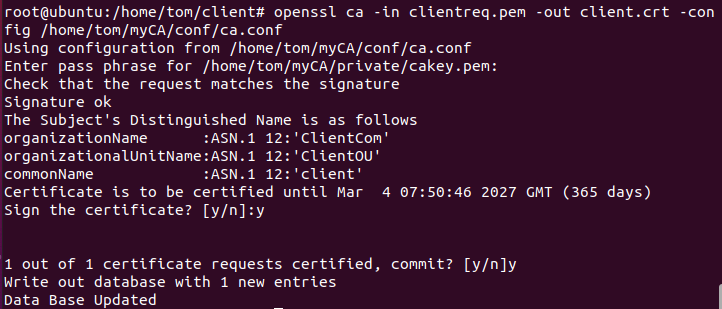 root@ubuntu:/home/tom/client# openssl ca -in clientreq.pem -out client.crt -con
fig /home/tom/myCA/conf/ca.conf
Using configuration from /home/tom/myCA/conf/ca.conf
Enter pass phrase for /home/tom/myCA/private/cakey.pem:
Check that the request matches the signature
Signature ok
The Subject's Distinguished Name is as follows
organizationName      :ASN.1 12:'ClientCom'
organizationalUnitName:ASN.1 12:'ClientOU'
commonName            :ASN.1 12:'client'
Certificate is to be certified until Mar  4 07:50:46 2027 GMT (365 days)
Sign the certificate? [y/n]:y
1 out of 1 certificate requests certified, commit? [y/n]y
Write out database with 1 new entries
Data Base Updated